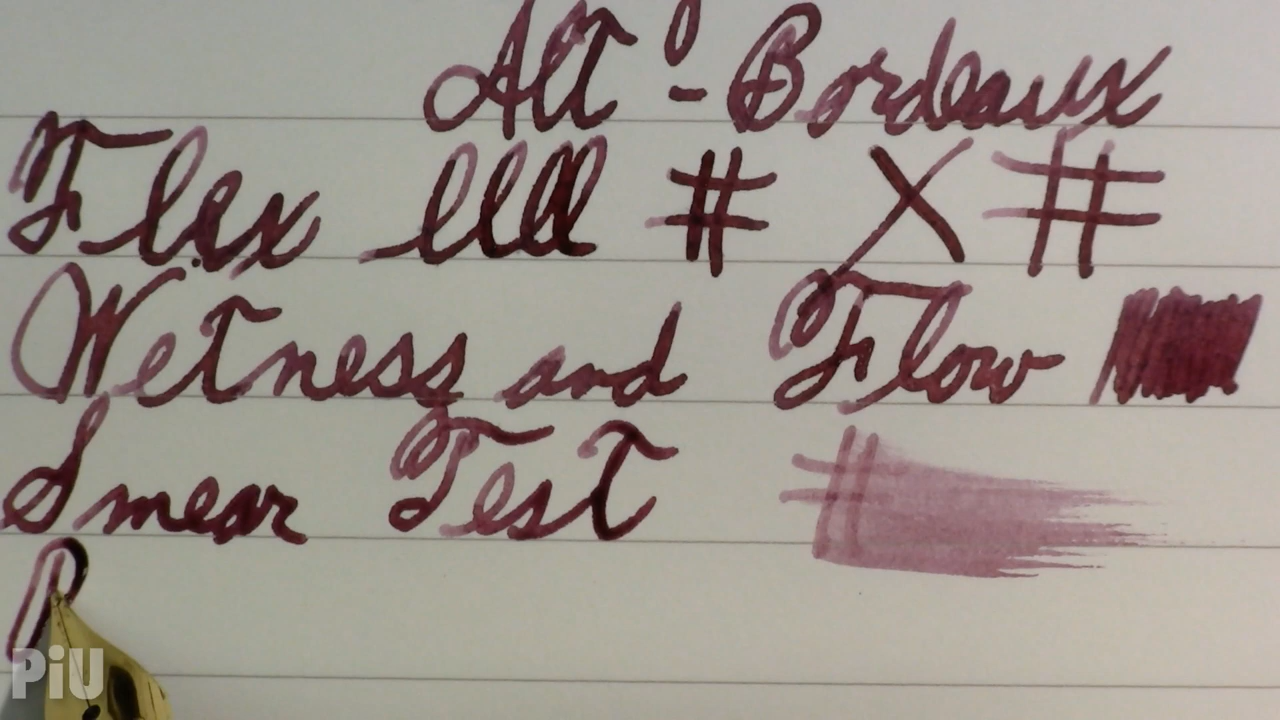 Alt - Bordeaux
Flex llll # X #
Wetness and Flow
Smear Test
PiU